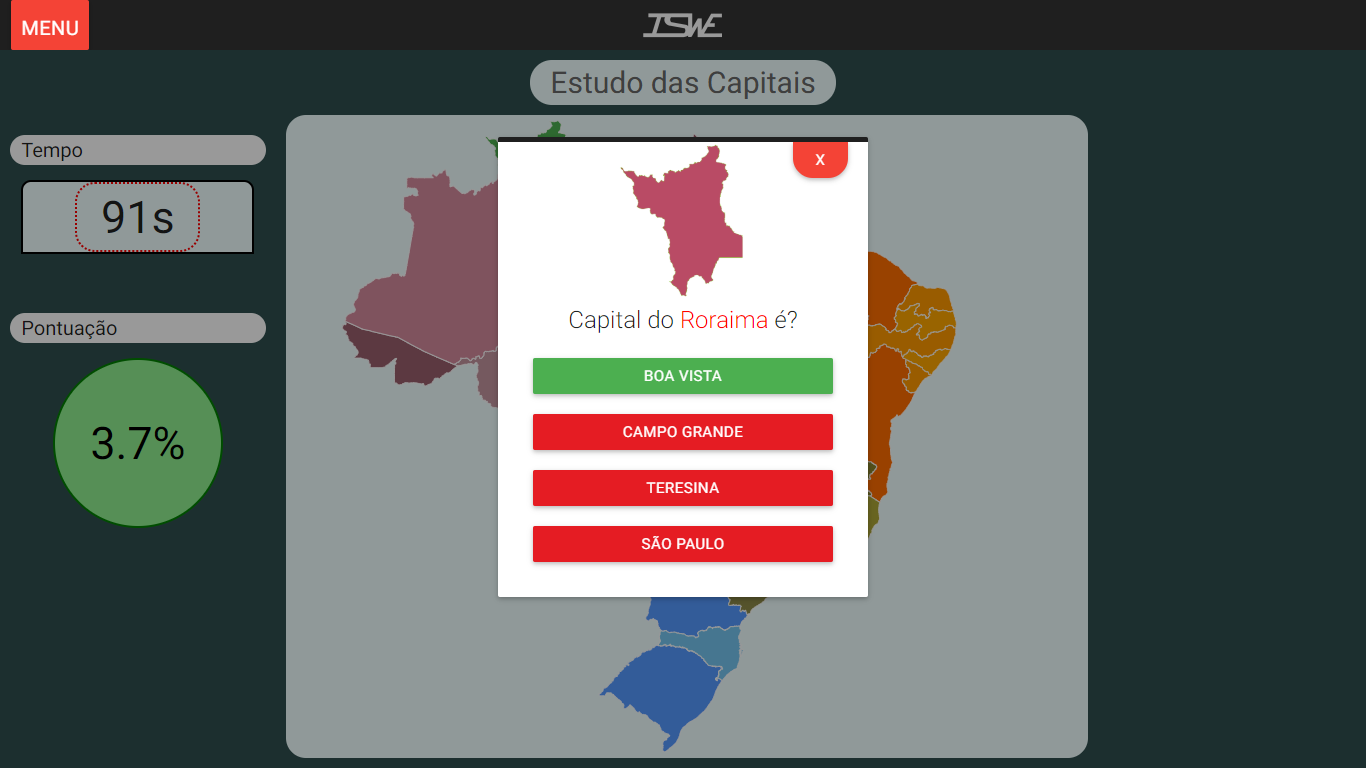 MENU
TSWE
Estudo das Capitais
Tempo
91s
Pontuação
3.7%
X
Capital do Roraima é?
BOA VISTA
CAMPO GRANDE
TERESINA
SÃO PAULO